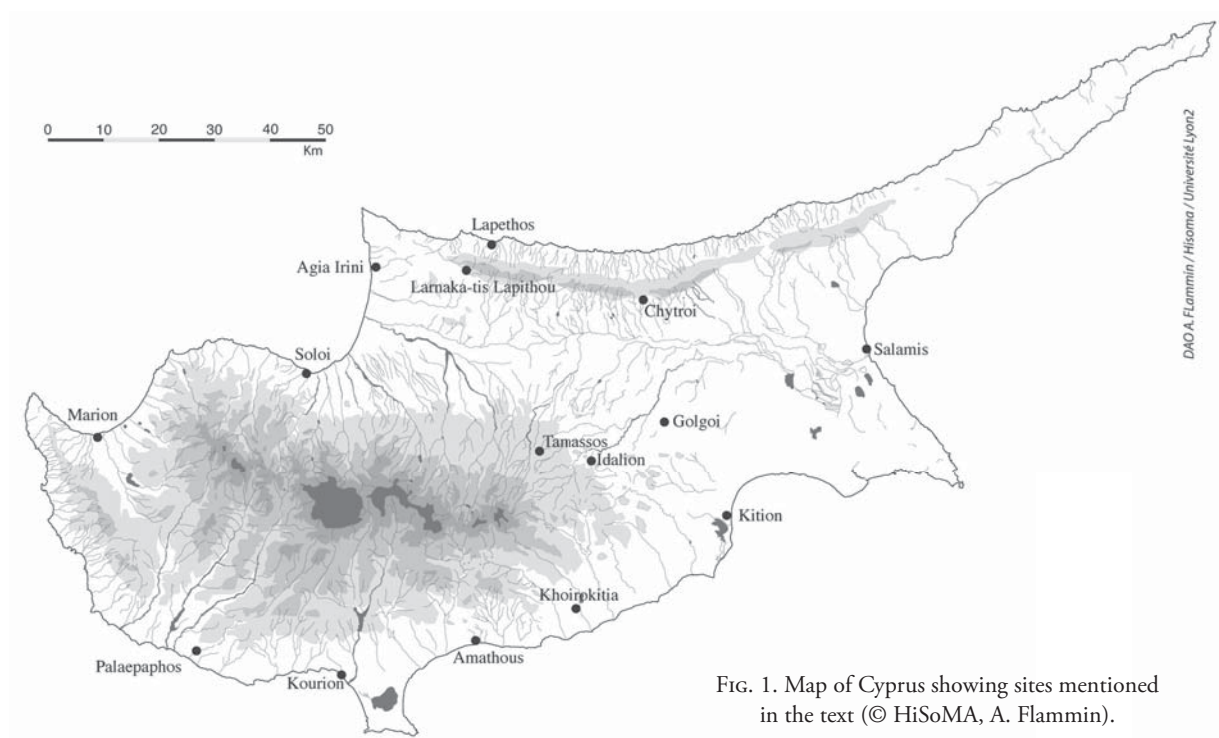 0 10 20 30 40 50
Km
DAO A. FLammin / Hisoma / Université Lyon2
Lapethos
Agia Irini
Larnaka-tis Lapithou
Chytroi
Soloi
Salamis
Marion
Golgoi
Tamassos
Idalion
Kition
Khoirokitia
Amathous
Palaepaphos
Kourion
FIG. 1. Map of Cyprus showing sites mentioned
in the text (© HiSoMA, A. Flammin).